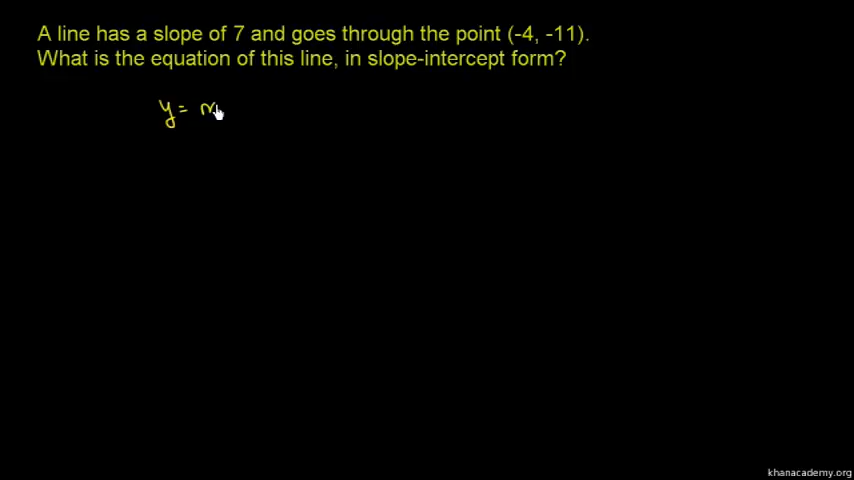 A line has a slope of 7 and goes through the point (-4, -11).
What is the equation of this line, in slope-intercept form?
y = m
khanacademy.org